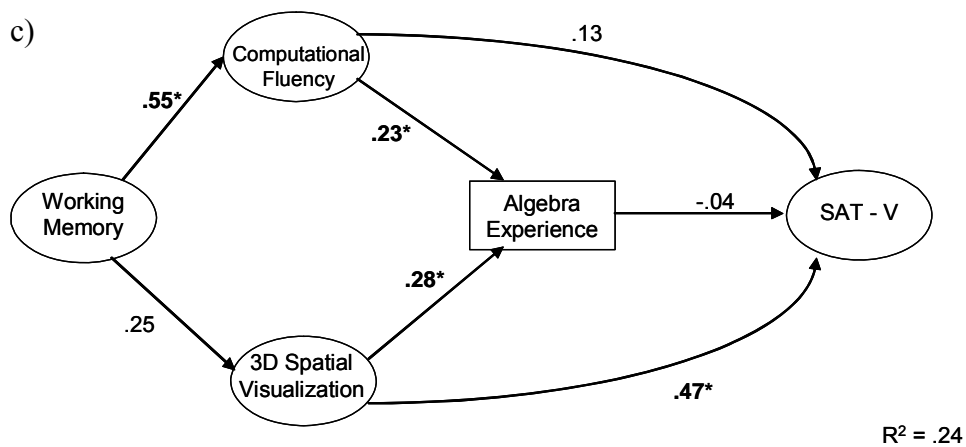 c)
Computational
Fluency
.13
.55*
.23*
Working
Memory
Algebra
Experience
-.04
SAT - V
.28*
.25
3D Spatial
Visualization
.47*
R² = .24